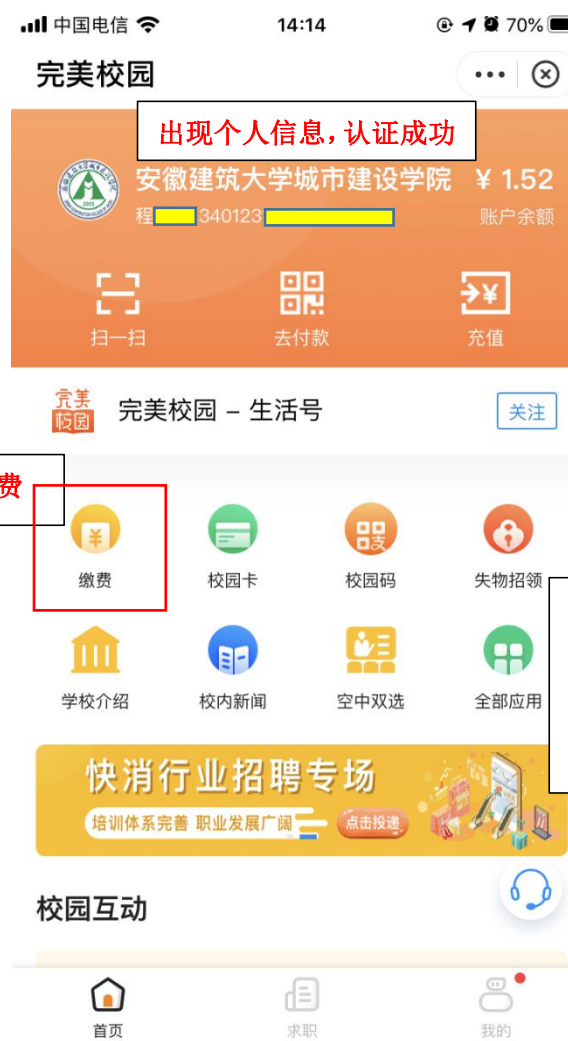 中国电信 14:14 70%
完美校园
出现个人信息，认证成功
安徽建筑大学城市建设学院 ¥ 1.52
程 340123 账户余额
扫一扫 去付款 充值
完美校园
完美校园 – 生活号 关注
费
缴费 校园卡 校园码 失物招领
学校介绍 校内新闻 空中双选 全部应用
快消行业招聘专场
培训体系完善 职业发展广阔 点击投递
校园互动
首页 求职 我的